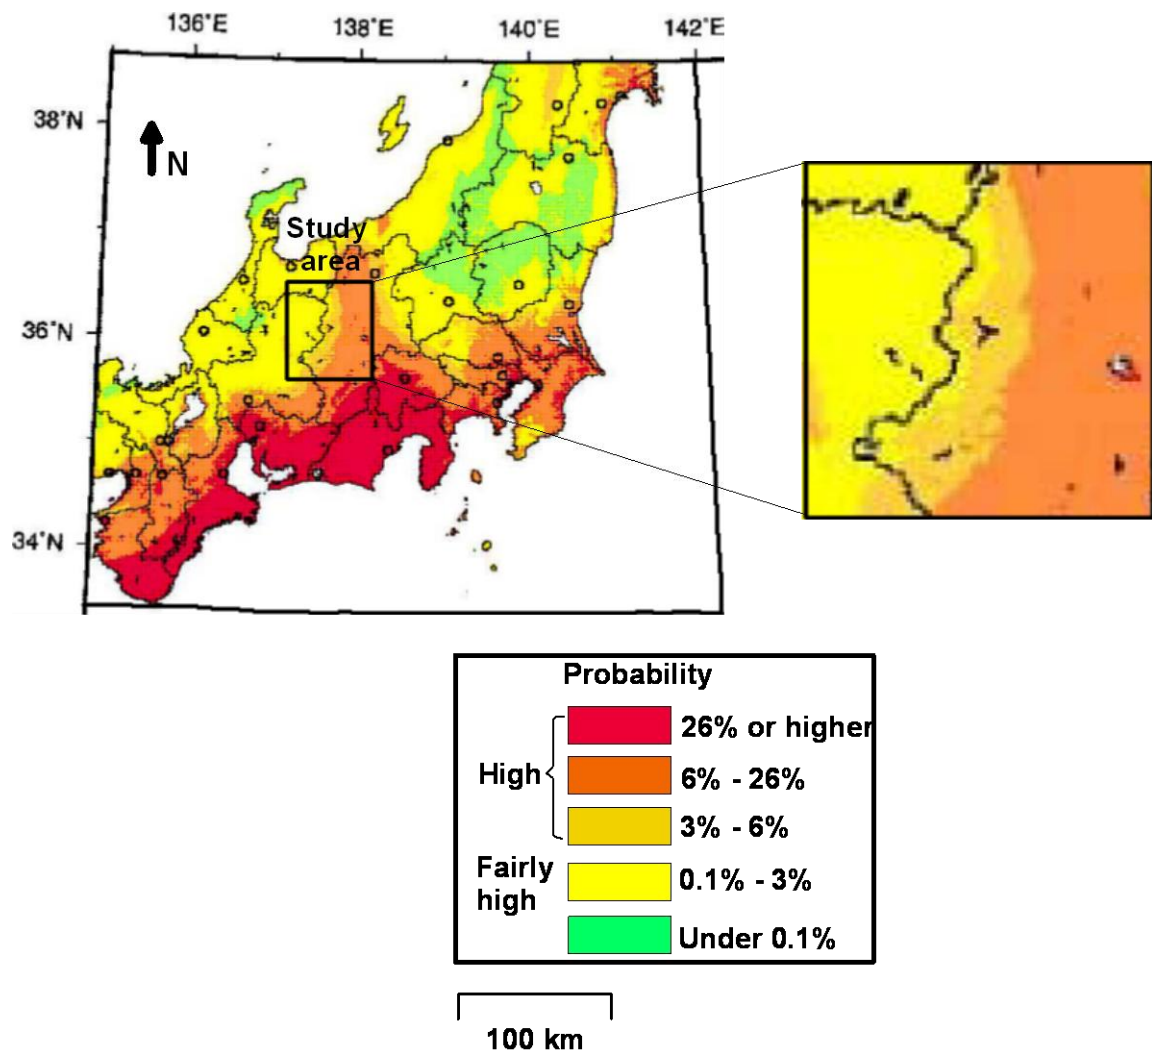 136°E 138°E 140°E 142°E
38°N
N
Study
area
36°N
34°N
Probability
26% or higher
High
6% - 26%
3% - 6%
Fairly
high
0.1% - 3%
Under 0.1%
100 km